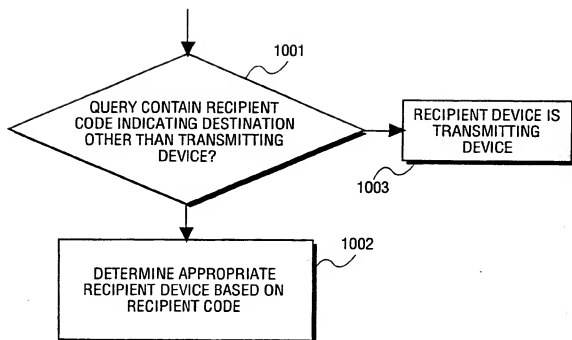 1001
QUERY CONTAIN RECIPIENT
CODE INDICATING DESTINATION
OTHER THAN TRANSMITTING
DEVICE?
RECIPIENT DEVICE IS
TRANSMITTING
DEVICE
1003
1002
DETERMINE APPROPRIATE
RECIPIENT DEVICE BASED ON
RECIPIENT CODE